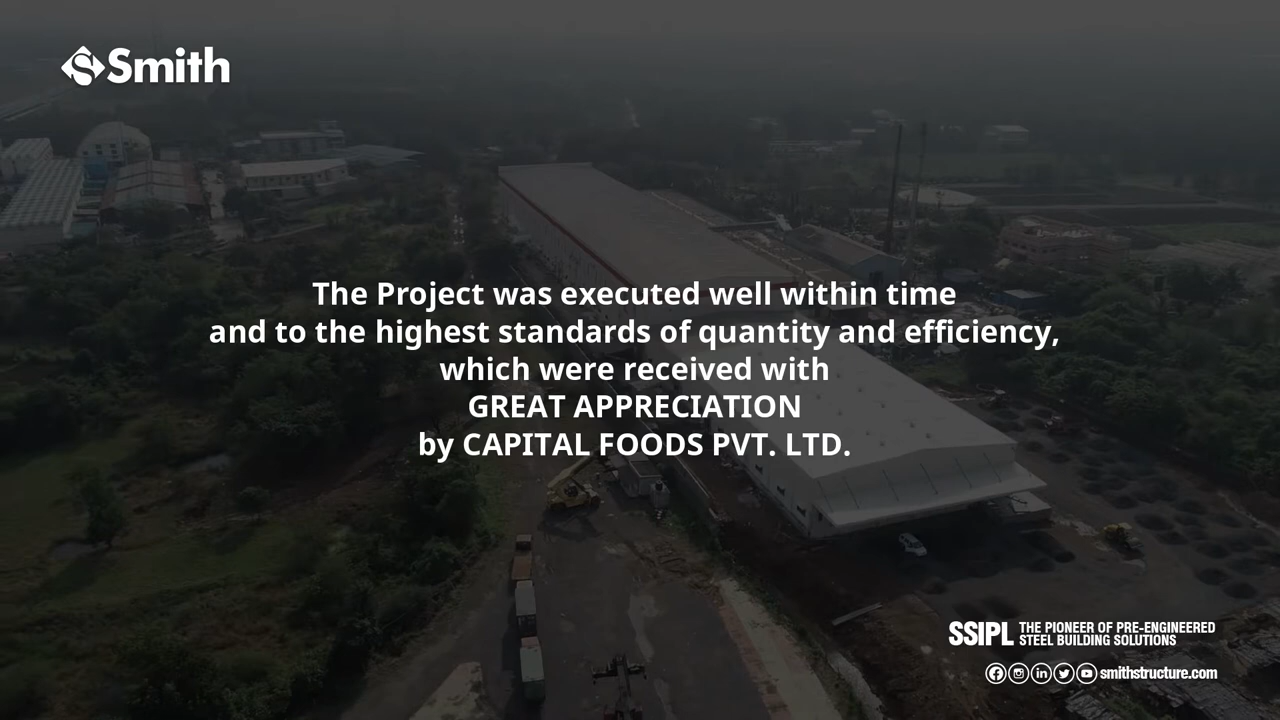 Smith
The Project was executed well within time
and to the highest standards of quantity and efficiency,
which were received with
GREAT APPRECIATION
by CAPITAL FOODS PVT. LTD.
SSIPL THE PIONEER OF PRE-ENGINEERED
STEEL BUILDING SOLUTIONS
smithstructure.com